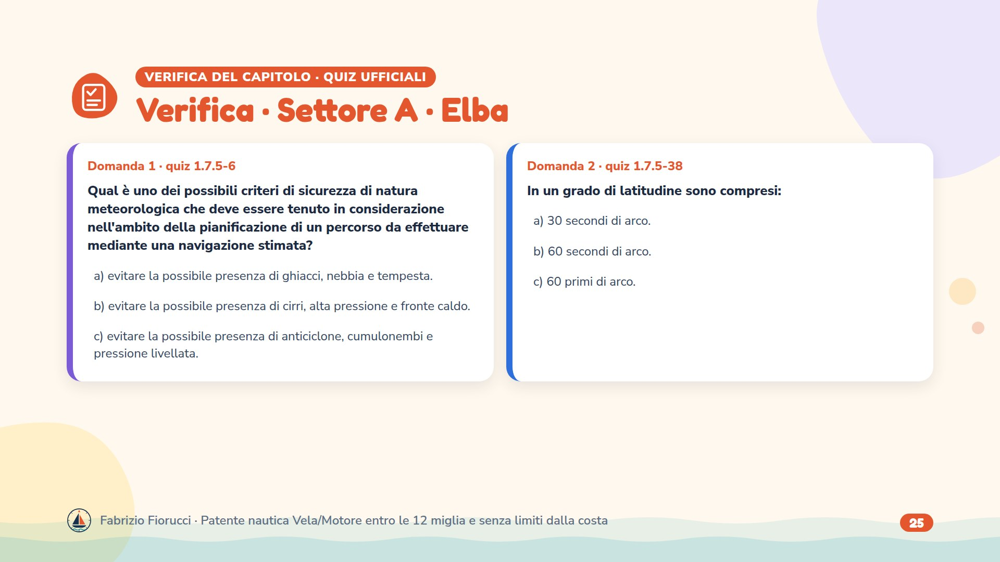 VERIFICA DEL CAPITOLO · QUIZ UFFICIALI
Verifica · Settore A · Elba
Domanda 1 · quiz 1.7.5-6
Qual è uno dei possibili criteri di sicurezza di natura
meteorologica che deve essere tenuto in considerazione
nell'ambito della pianificazione di un percorso da effettuare
mediante una navigazione stimata?
a) evitare la possibile presenza di ghiacci, nebbia e tempesta.
b) evitare la possibile presenza di cirri, alta pressione e fronte caldo.
c) evitare la possibile presenza di anticiclone, cumulonembi e
pressione livellata.
Domanda 2 · quiz 1.7.5-38
In un grado di latitudine sono compresi:
a) 30 secondi di arco.
b) 60 secondi di arco.
c) 60 primi di arco.
Fabrizio Fiorucci · Patente nautica Vela/Motore entro le 12 miglia e senza limiti dalla costa
25